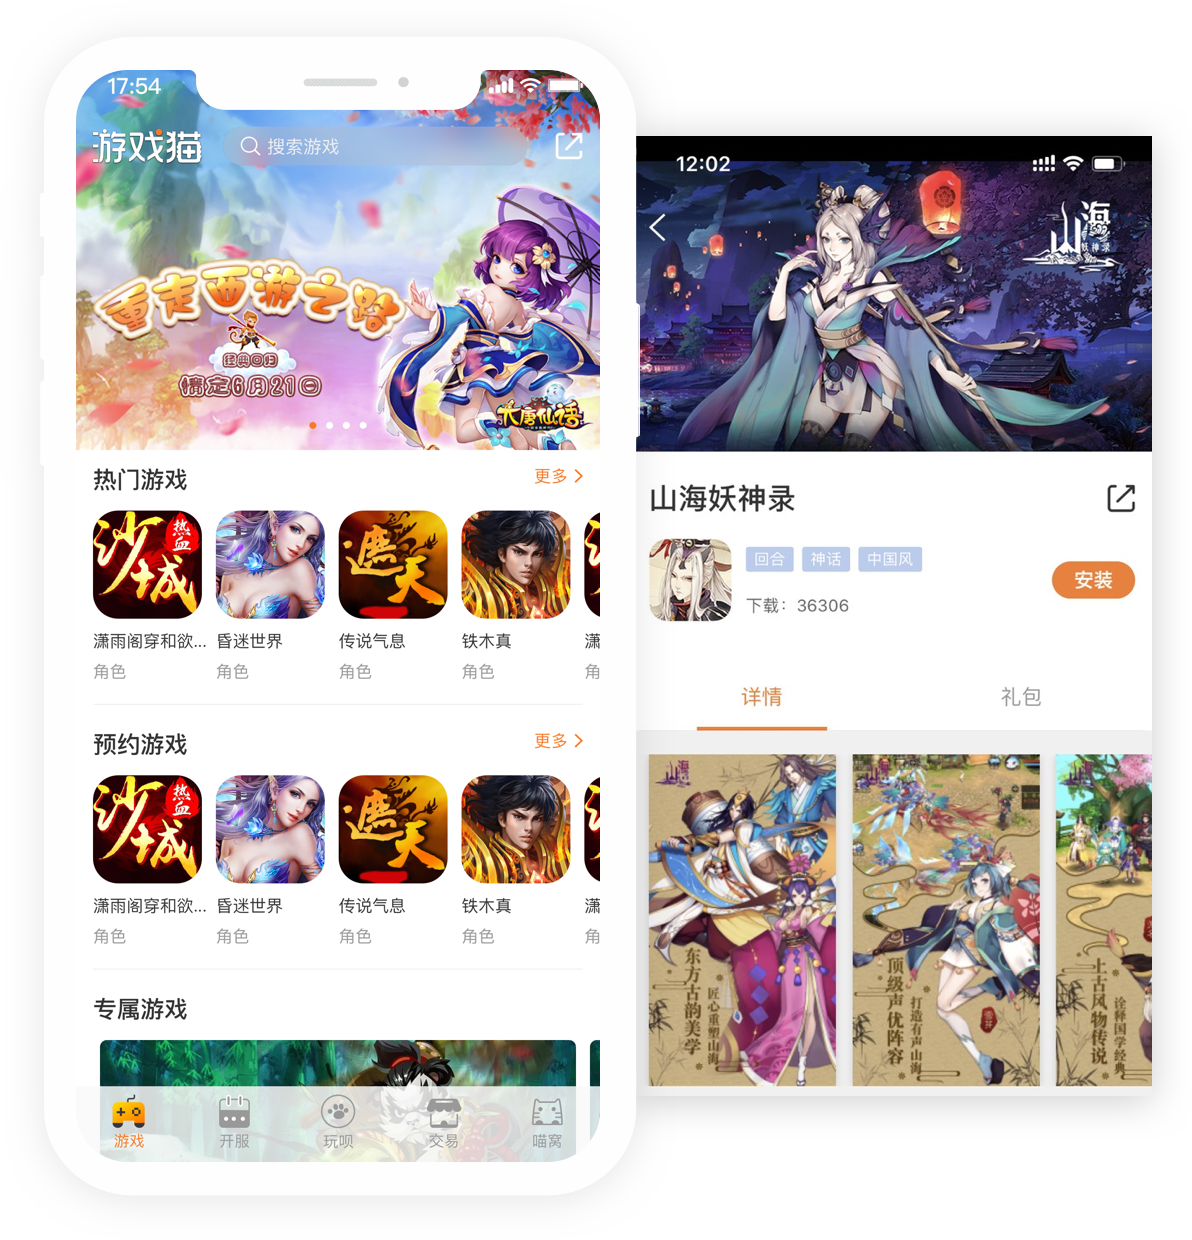 17:54
游戏猫
搜索游戏
重走西游之路
经典回归
情定6月21日
大唐仙语
热门游戏
更多
热血
沙城
遮天
潇雨阁穿和欲...
昏迷世界
传说气息
铁木真
潇
角色
角色
角色
角色
角
预约游戏
更多
热血
沙城
遮天
潇雨阁穿和欲...
昏迷世界
传说气息
铁木真
潇
角色
角色
角色
角色
角
专属游戏
游戏
开服
玩呗
交易
喵窝
12:02
山海
妖神录
山海妖神录
回合
神话
中国风
下载：36306
安装
详情
礼包
山海
东方古韵美学
匠心重塑山海
顶级声优阵容
打造有声山海
上古风物传说
诠释国学经典